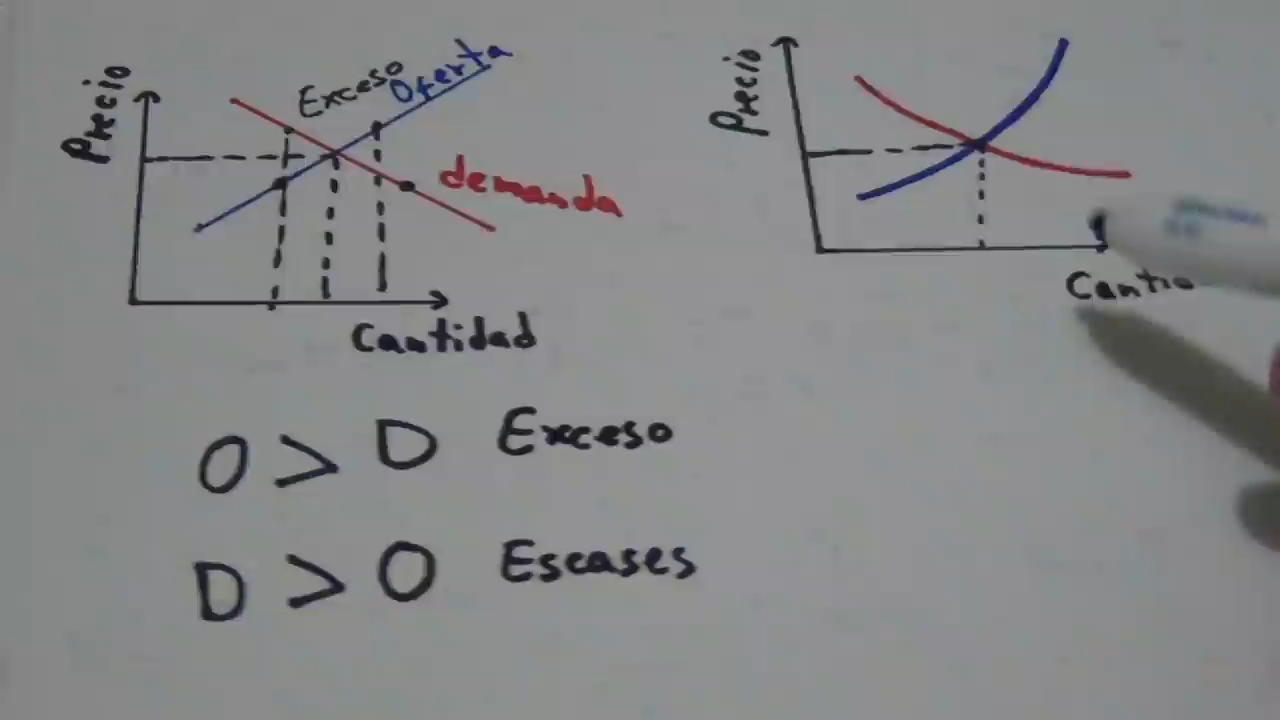 Precio
Exceso
Oferta
demanda
Cantidad
Precio
O > D Exceso
D > O Escases